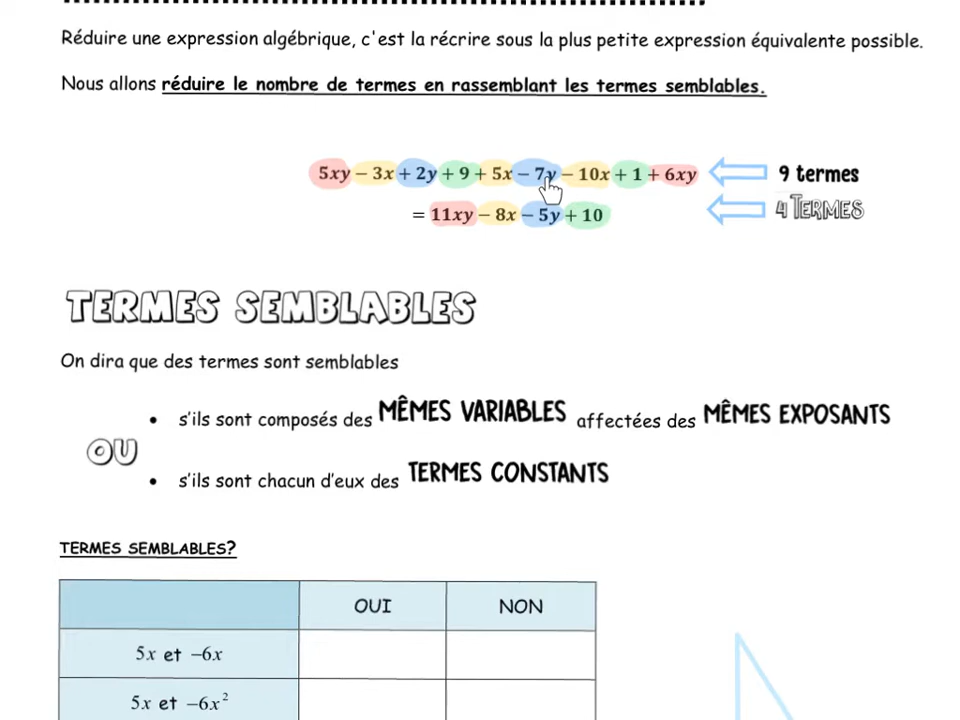 Réduire une expression algébrique, c'est la récrire sous la plus petite expression équivalente possible.
Nous allons réduire le nombre de termes en rassemblant les termes semblables.
5xy − 3x + 2y + 9 + 5x − 7y − 10x + 1 + 6xy 9 termes
= 11xy − 8x − 5y + 10 4 TERMES
TERMES SEMBLABLES
On dira que des termes sont semblables
• s'ils sont composés des MÊMES VARIABLES affectées des MÊMES EXPOSANTS
OU
• s'ils sont chacun d'eux des TERMES CONSTANTS
TERMES SEMBLABLES?
OUI NON
5x et −6x
5x et −6x²